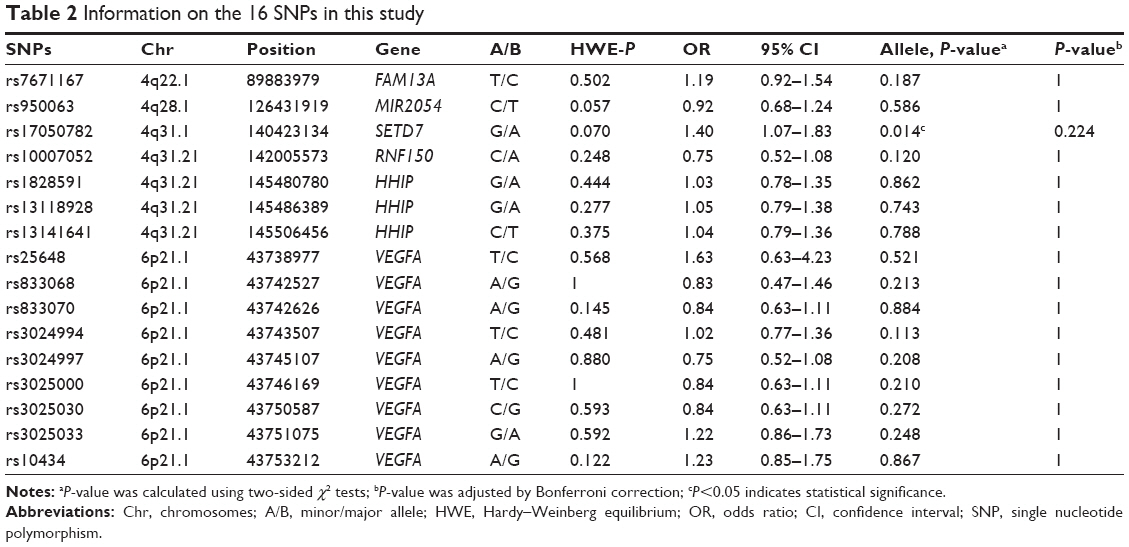 Table 2 Information on the 16 SNPs in this study
SNPs Chr Position Gene A/B HWE-P OR 95% CI Allele, P-valueᵃ P-valueᵇ
rs7671167 4q22.1 89883979 FAM13A T/C 0.502 1.19 0.92–1.54 0.187 1
rs950063 4q28.1 126431919 MIR2054 C/T 0.057 0.92 0.68–1.24 0.586 1
rs17050782 4q31.1 140423134 SETD7 G/A 0.070 1.40 1.07–1.83 0.014ᶜ 0.224
rs10007052 4q31.21 142005573 RNF150 C/A 0.248 0.75 0.52–1.08 0.120 1
rs1828591 4q31.21 145480780 HHIP G/A 0.444 1.03 0.78–1.35 0.862 1
rs13118928 4q31.21 145486389 HHIP G/A 0.277 1.05 0.79–1.38 0.743 1
rs13141641 4q31.21 145506456 HHIP C/T 0.375 1.04 0.79–1.36 0.788 1
rs25648 6p21.1 43738977 VEGFA T/C 0.568 1.63 0.63–4.23 0.521 1
rs833068 6p21.1 43742527 VEGFA A/G 1 0.83 0.47–1.46 0.213 1
rs833070 6p21.1 43742626 VEGFA A/G 0.145 0.84 0.63–1.11 0.884 1
rs3024994 6p21.1 43743507 VEGFA T/C 0.481 1.02 0.77–1.36 0.113 1
rs3024997 6p21.1 43745107 VEGFA A/G 0.880 0.75 0.52–1.08 0.208 1
rs3025000 6p21.1 43746169 VEGFA T/C 1 0.84 0.63–1.11 0.210 1
rs3025030 6p21.1 43750587 VEGFA C/G 0.593 0.84 0.63–1.11 0.272 1
rs3025033 6p21.1 43751075 VEGFA G/A 0.592 1.22 0.86–1.73 0.248 1
rs10434 6p21.1 43753212 VEGFA A/G 0.122 1.23 0.85–1.75 0.867 1
Notes: ᵃP-value was calculated using two-sided χ² tests; ᵇP-value was adjusted by Bonferroni correction; ᶜP<0.05 indicates statistical significance.
Abbreviations: Chr, chromosomes; A/B, minor/major allele; HWE, Hardy–Weinberg equilibrium; OR, odds ratio; CI, confidence interval; SNP, single nucleotide
polymorphism.